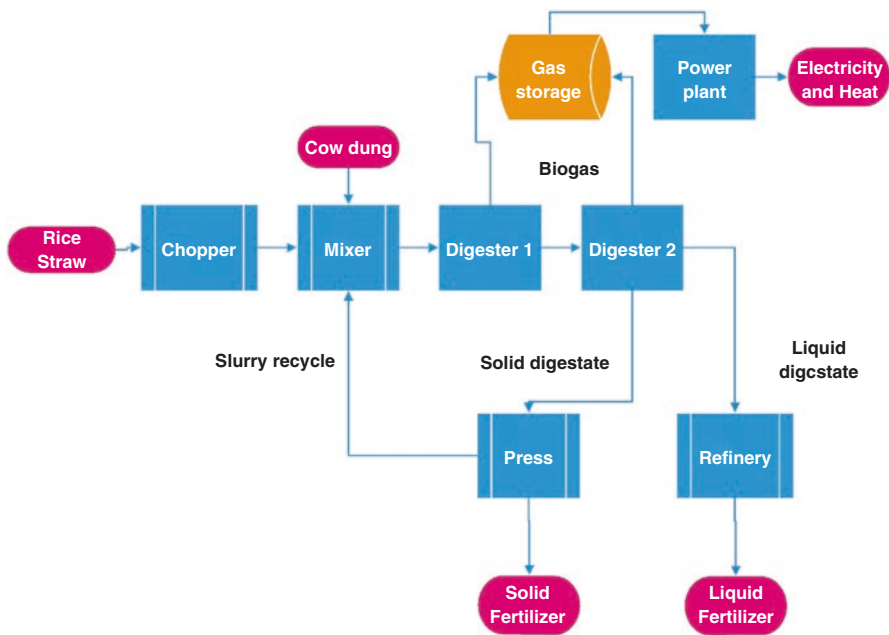 Gas
storage
Power
plant
Electricity
and Heat
Cow dung
Biogas
Rice
Straw
Chopper
Mixer
Digester 1
Digester 2
Slurry recycle
Solid digestate
Liquid
digcstate
Press
Refinery
Solid
Fertilizer
Liquid
Fertilizer